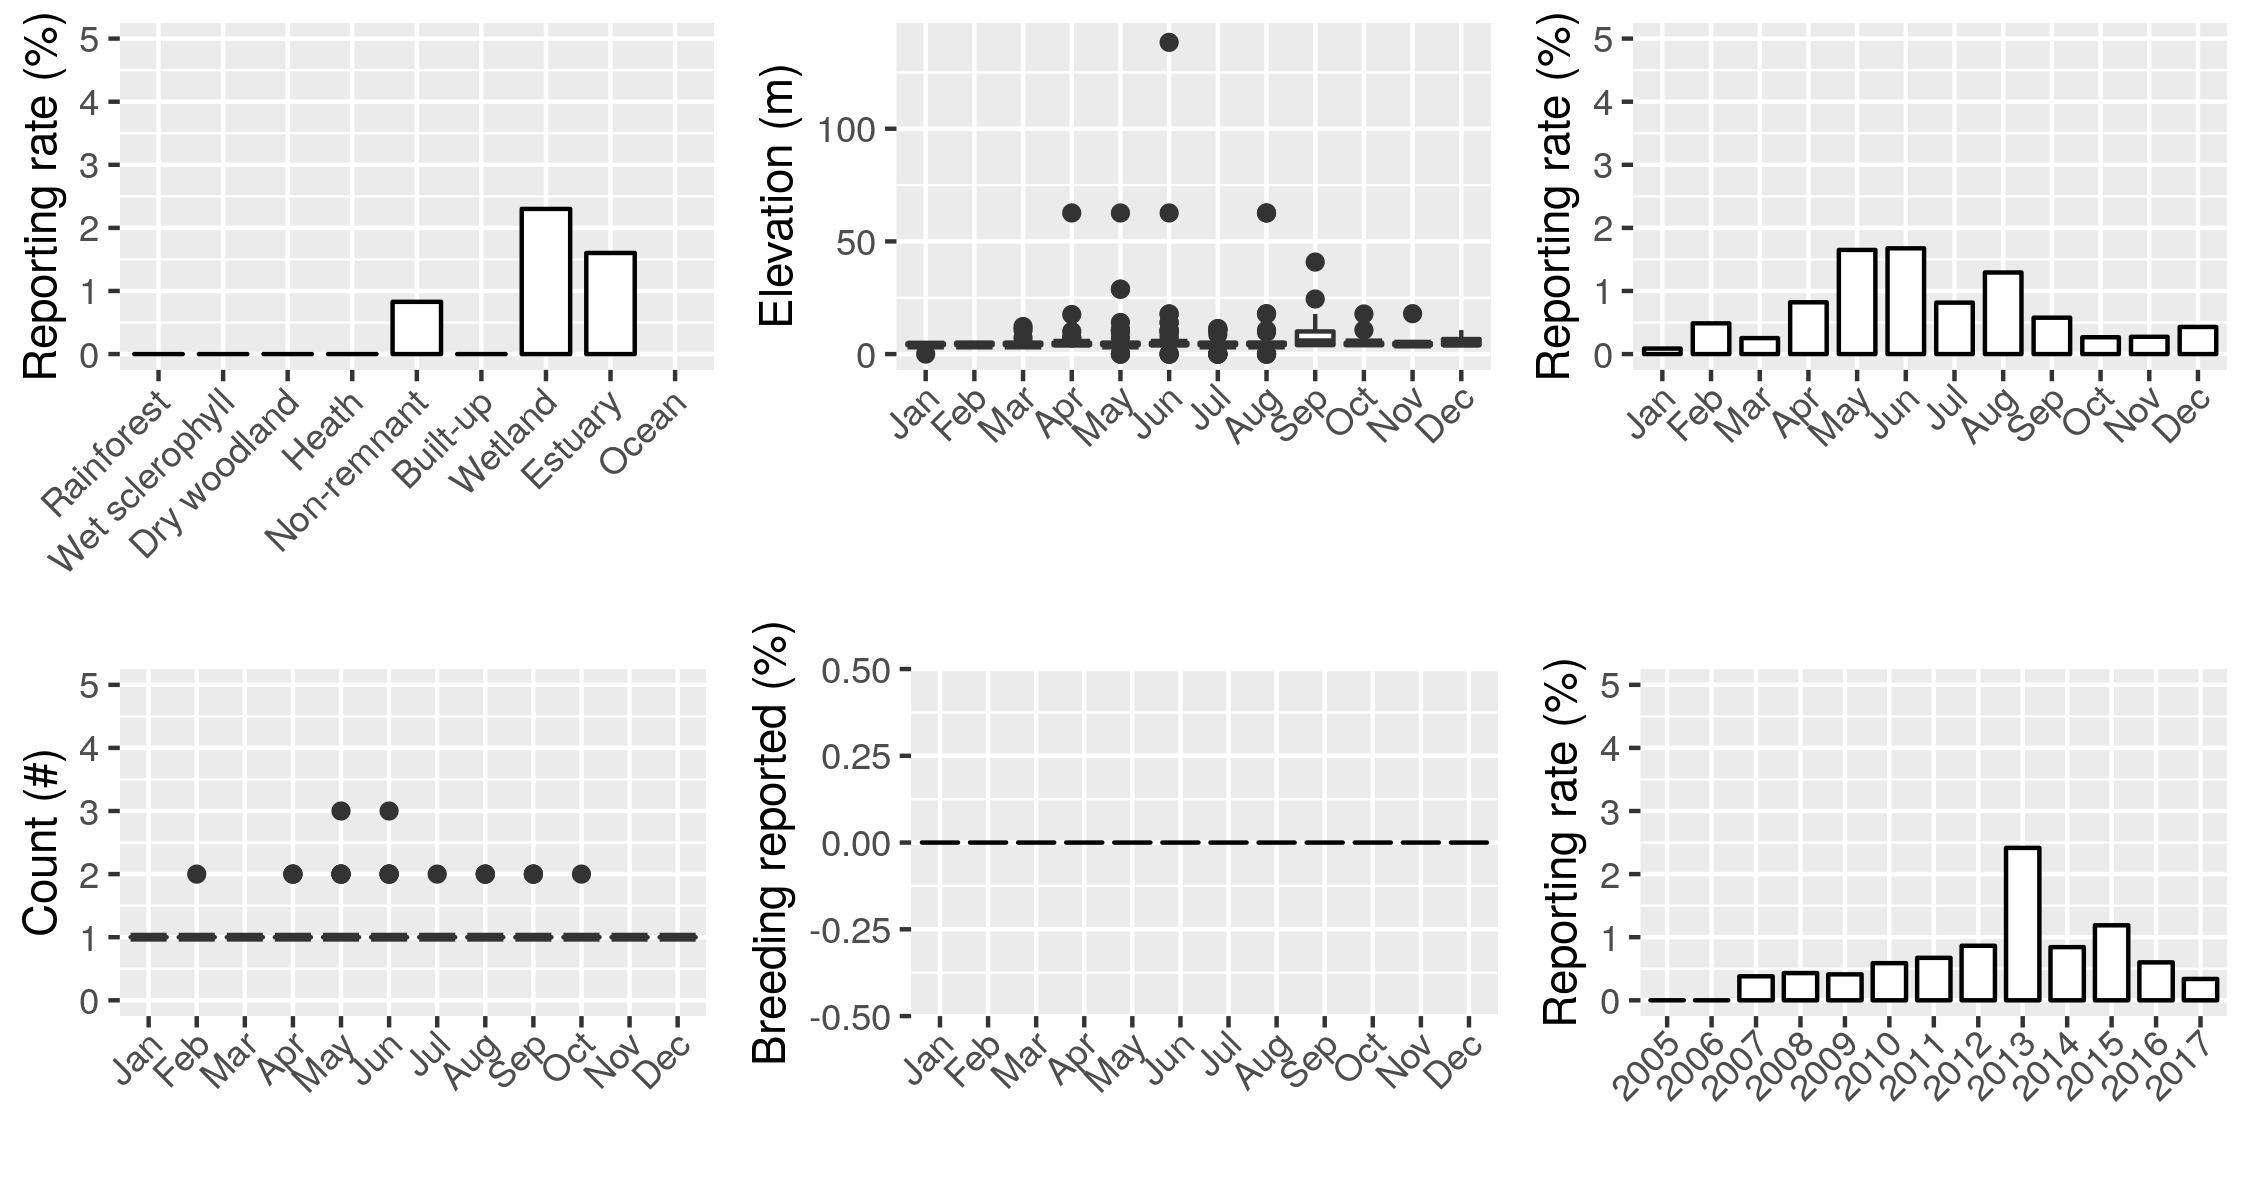 Reporting rate (%)
5
4
3
2
1
0
Rainforest
Wet sclerophyll
Dry woodland
Heath
Non-remnant
Built-up
Wetland
Estuary
Ocean
Elevation (m)
100
50
0
Jan
Feb
Mar
Apr
May
Jun
Jul
Aug
Sep
Oct
Nov
Dec
Reporting rate (%)
5
4
3
2
1
0
Jan
Feb
Mar
Apr
May
Jun
Jul
Aug
Sep
Oct
Nov
Dec
Count (#)
5
4
3
2
1
0
Jan
Feb
Mar
Apr
May
Jun
Jul
Aug
Sep
Oct
Nov
Dec
Breeding reported (%)
0.50
0.25
0.00
-0.25
-0.50
Jan
Feb
Mar
Apr
May
Jun
Jul
Aug
Sep
Oct
Nov
Dec
Reporting rate (%)
5
4
3
2
1
0
2005
2006
2007
2008
2009
2010
2011
2012
2013
2014
2015
2016
2017